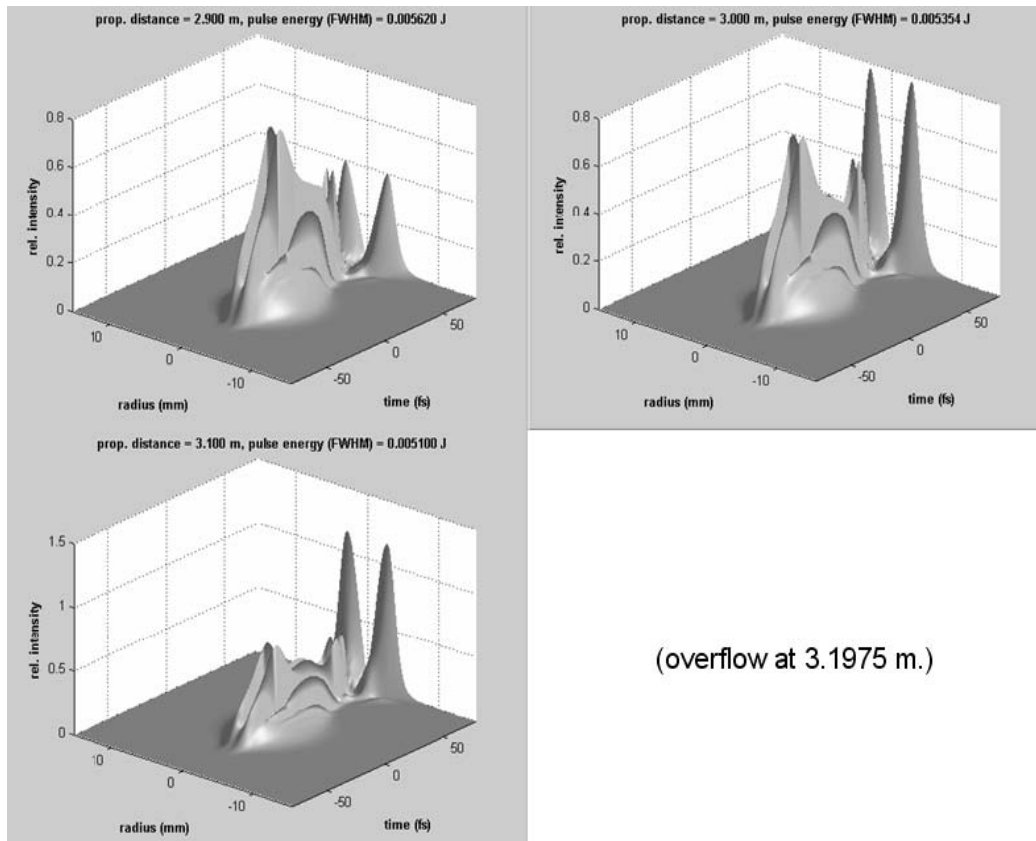 prop. distance = 2.900 m, pulse energy (FWHM) = 0.005620 J
0.8
0.6
0.4
0.2
0
rel. intensity
10
0
-10
radius (mm)
-50
0
50
time (fs)
prop. distance = 3.000 m, pulse energy (FWHM) = 0.005354 J
0.8
0.6
0.4
0.2
0
rel. intensity
10
0
-10
radius (mm)
-50
0
50
time (fs)
prop. distance = 3.100 m, pulse energy (FWHM) = 0.005100 J
1.5
1
0.5
0
rel. intensity
10
0
-10
radius (mm)
-50
0
50
time (fs)
(overflow at 3.1975 m.)